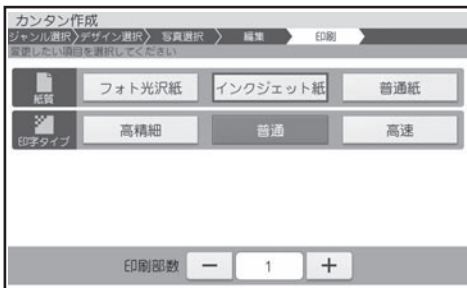 カンタン作成
ジャンル選択〉デザイン選択〉写真選択〉編集 印刷
変更したい項目を選択してください
紙質 フォト光沢紙 インクジェット紙 普通紙
印字タイプ 高精細 普通 高速
印刷部数 － 1 ＋